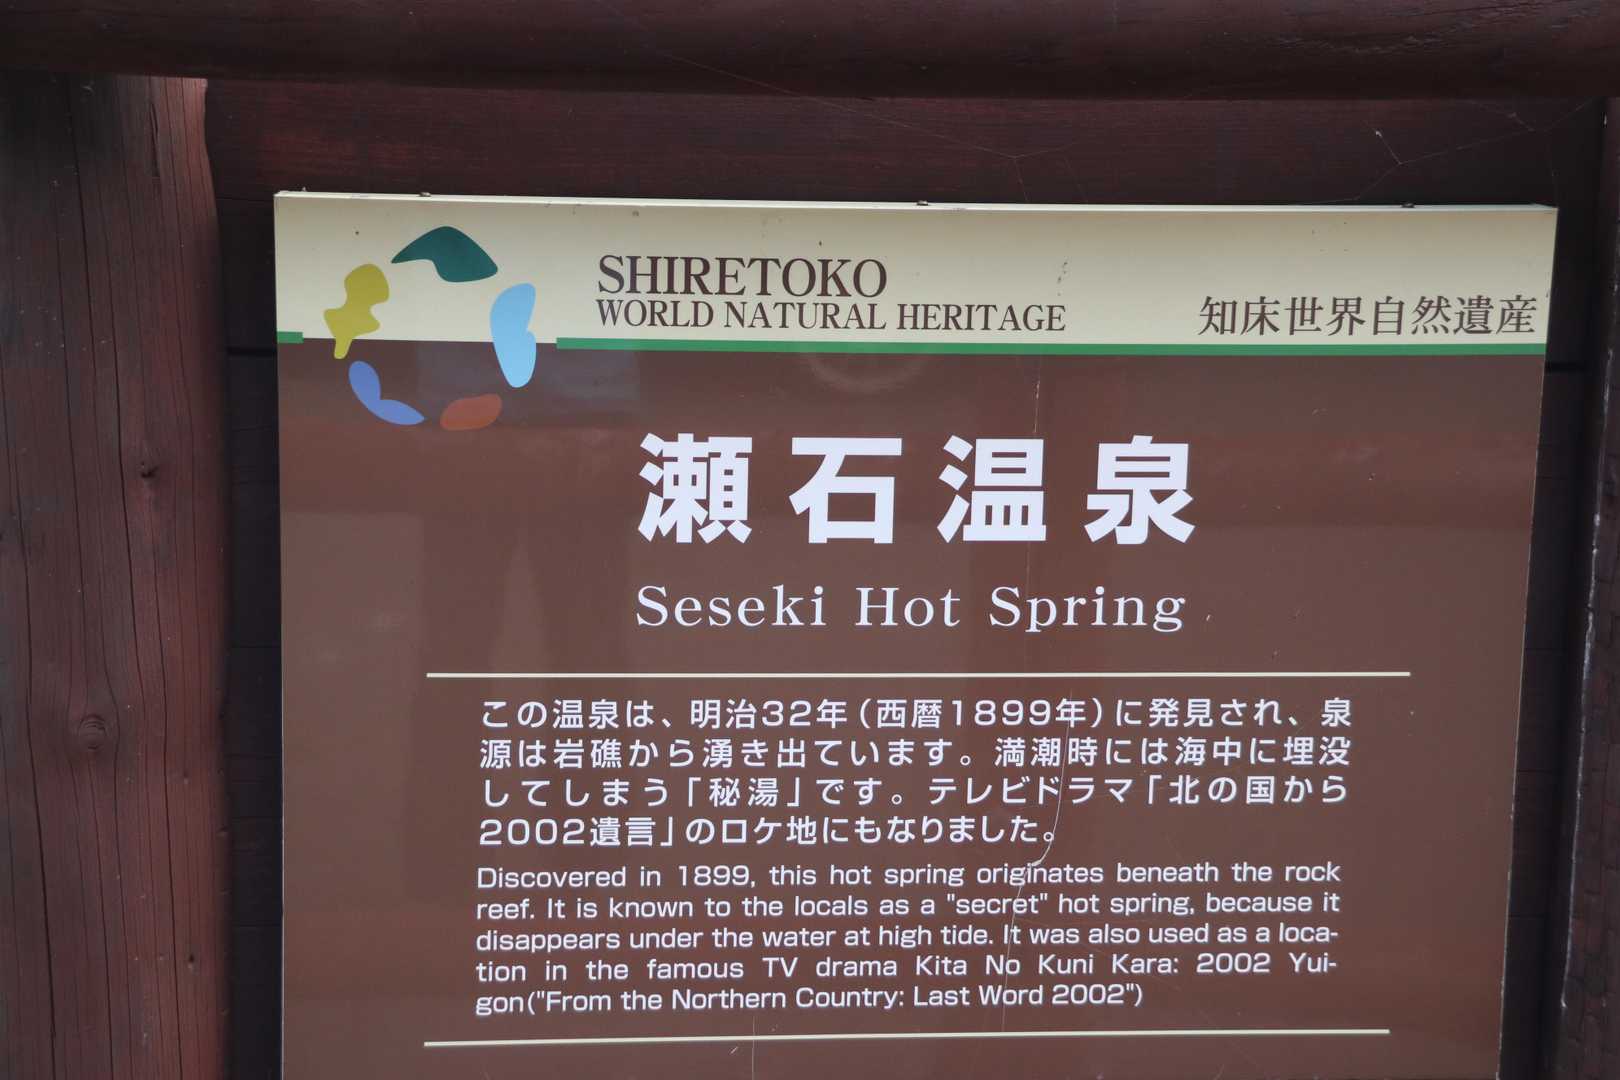 SHIRETOKO
WORLD NATURAL HERITAGE
知床世界自然遺産
瀬石温泉
Seseki Hot Spring
この温泉は、明治32年（西暦1899年）に発見され、泉
源は岩礁から湧き出ています。満潮時には海中に埋没
してしまう「秘湯」です。テレビドラマ「北の国から
2002遺言」のロケ地にもなりました。
Discovered in 1899, this hot spring originates beneath the rock
reef. It is known to the locals as a "secret" hot spring, because it
disappears under the water at high tide. It was also used as a loca-
tion in the famous TV drama Kita No Kuni Kara: 2002 Yui-
gon("From the Northern Country: Last Word 2002")